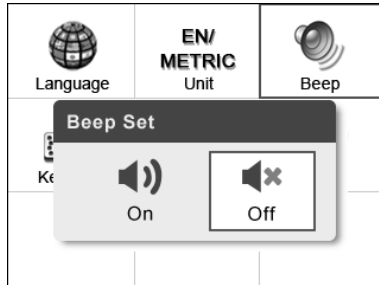 EN/
METRIC
Language
Unit
Beep
Beep Set
On
Off